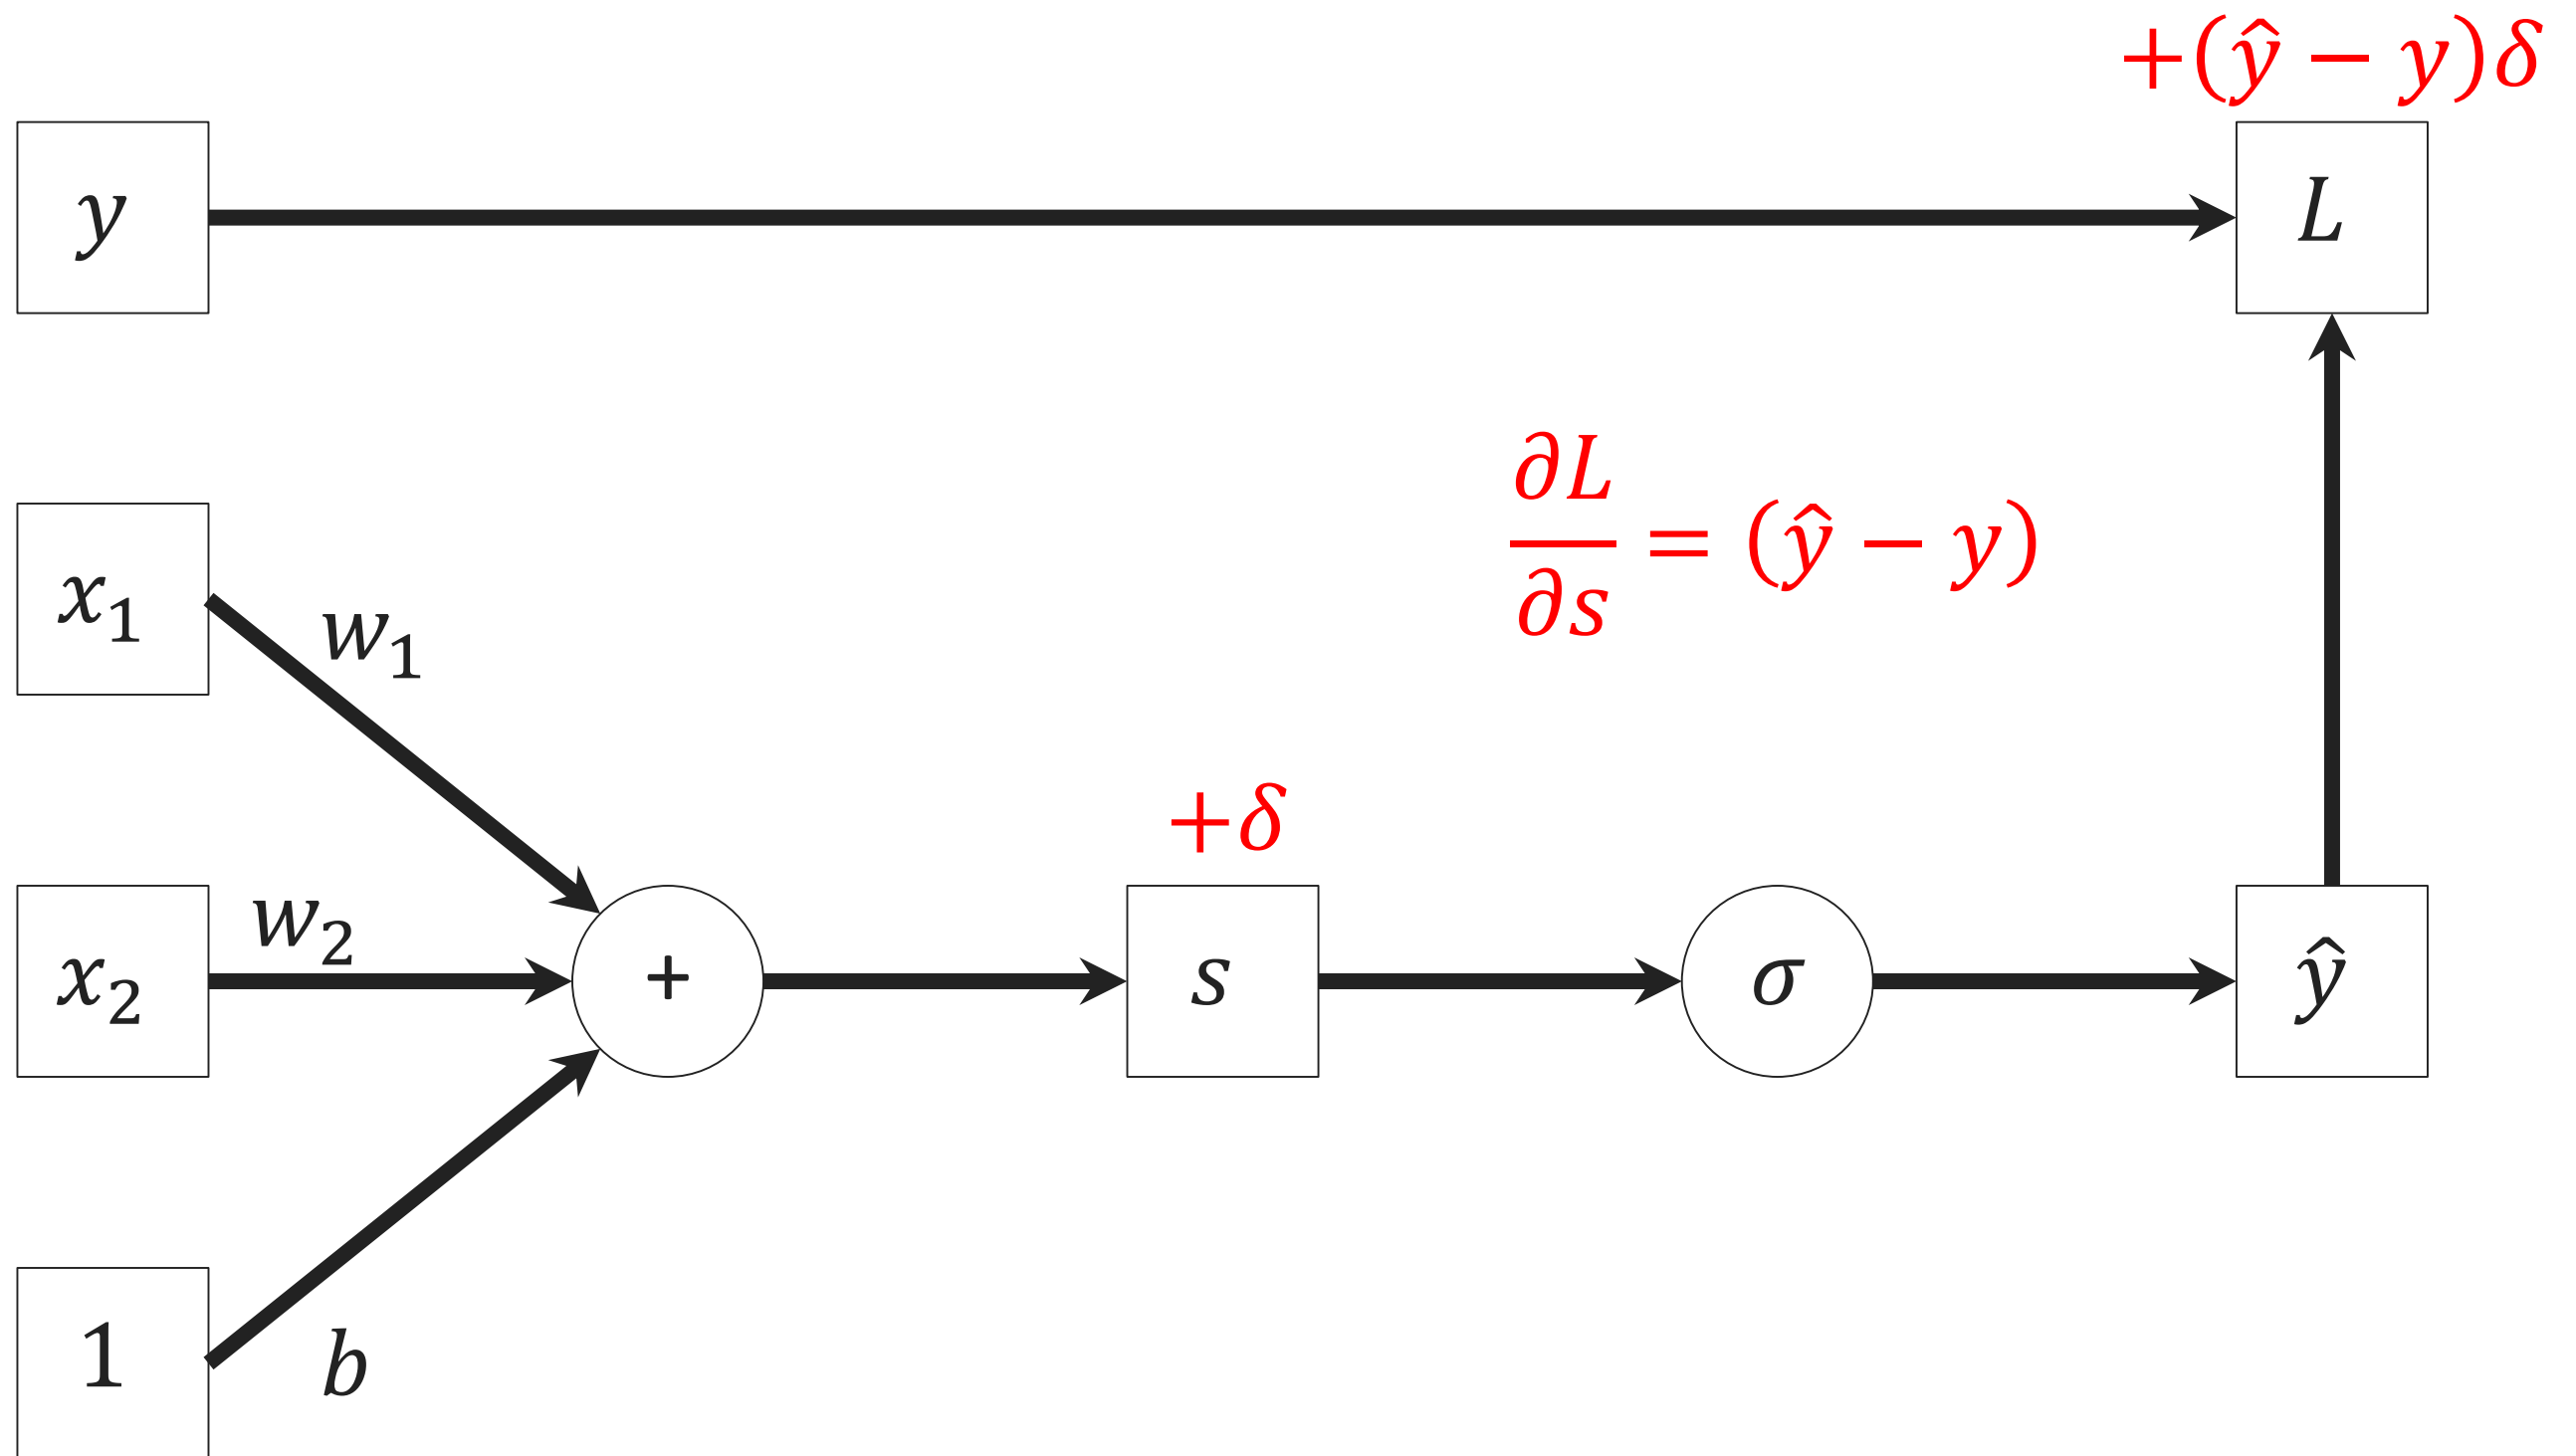 +(ŷ − y)δ
y
L
∂L/∂s = (ŷ − y)
x₁
w₁
+δ
w₂
x₂
+
s
σ
ŷ
1
b